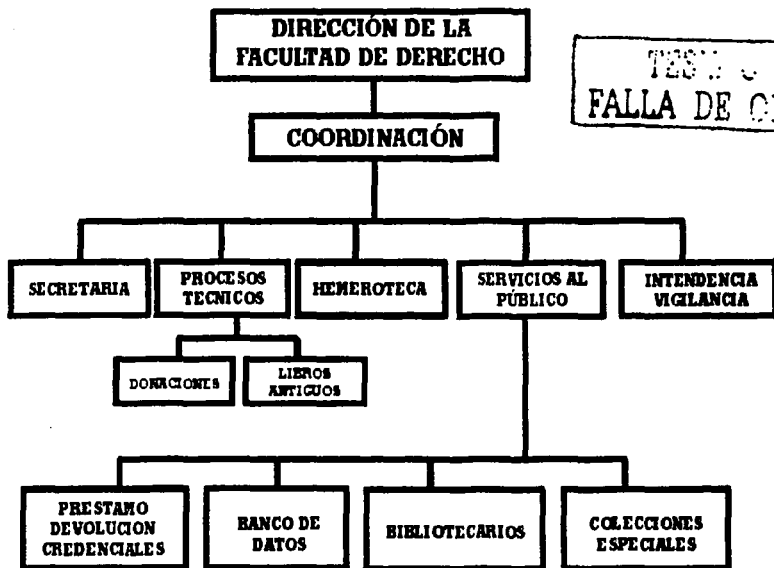 DIRECCIÓN DE LA
FACULTAD DE DERECHO
FALLA DE
COORDINACIÓN
SECRETARIA
PROCESOS
TECNICOS
HEMEROTECA
SERVICIOS AL
PÚBLICO
INTENDENCIA
VIGILANCIA
DONACIONES
LIBROS
ANTIGUOS
PRESTAMO
DEVOLUCION
CREDENCIALES
BANCO DE
DATOS
BIBLIOTECARIOS
COLECCIONES
ESPECIALES